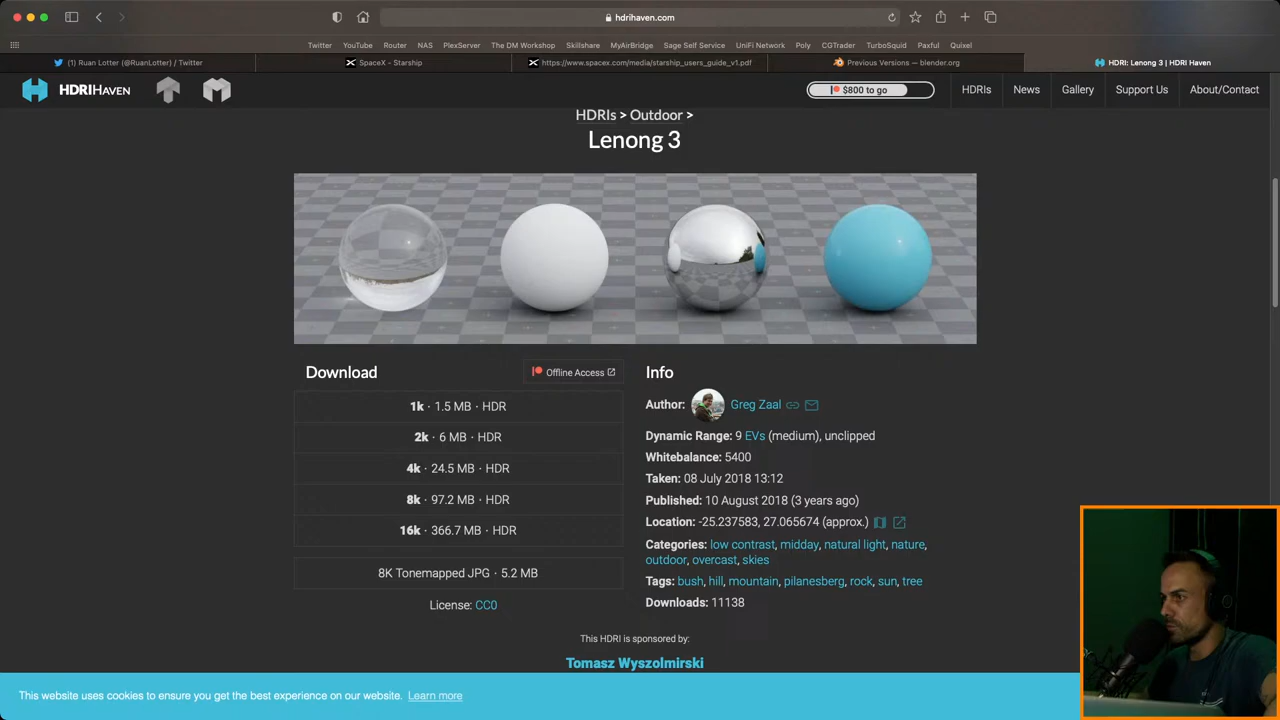 hdrihaven.com
Twitter YouTube Router NAS PlexServer The DM Workshop Skillshare MyAirBridge Sage Self Service UniFi Network Poly CGTrader TurboSquid Paxful Quixel
(1) Ruan Lotter (@RuanLotter) / Twitter
SpaceX - Starship
https://www.spacex.com/media/starship_users_guide_v1.pdf
Previous Versions — blender.org
HDRI: Lenong 3 | HDRI Haven
HDRI HAVEN
$800 to go
HDRIs News Gallery Support Us About/Contact
HDRIs > Outdoor >
Lenong 3
Download
Offline Access
1k · 1.5 MB · HDR
2k · 6 MB · HDR
4k · 24.5 MB · HDR
8k · 97.2 MB · HDR
16k · 366.7 MB · HDR
8K Tonemapped JPG · 5.2 MB
License: CC0
Info
Author: Greg Zaal
Dynamic Range: 9 EVs (medium), unclipped
Whitebalance: 5400
Taken: 08 July 2018 13:12
Published: 10 August 2018 (3 years ago)
Location: -25.237583, 27.065674 (approx.)
Categories: low contrast, midday, natural light, nature,
outdoor, overcast, skies
Tags: bush, hill, mountain, pilanesberg, rock, sun, tree
Downloads: 11138
This HDRI is sponsored by:
Tomasz Wyszolmirski
This website uses cookies to ensure you get the best experience on our website. Learn more